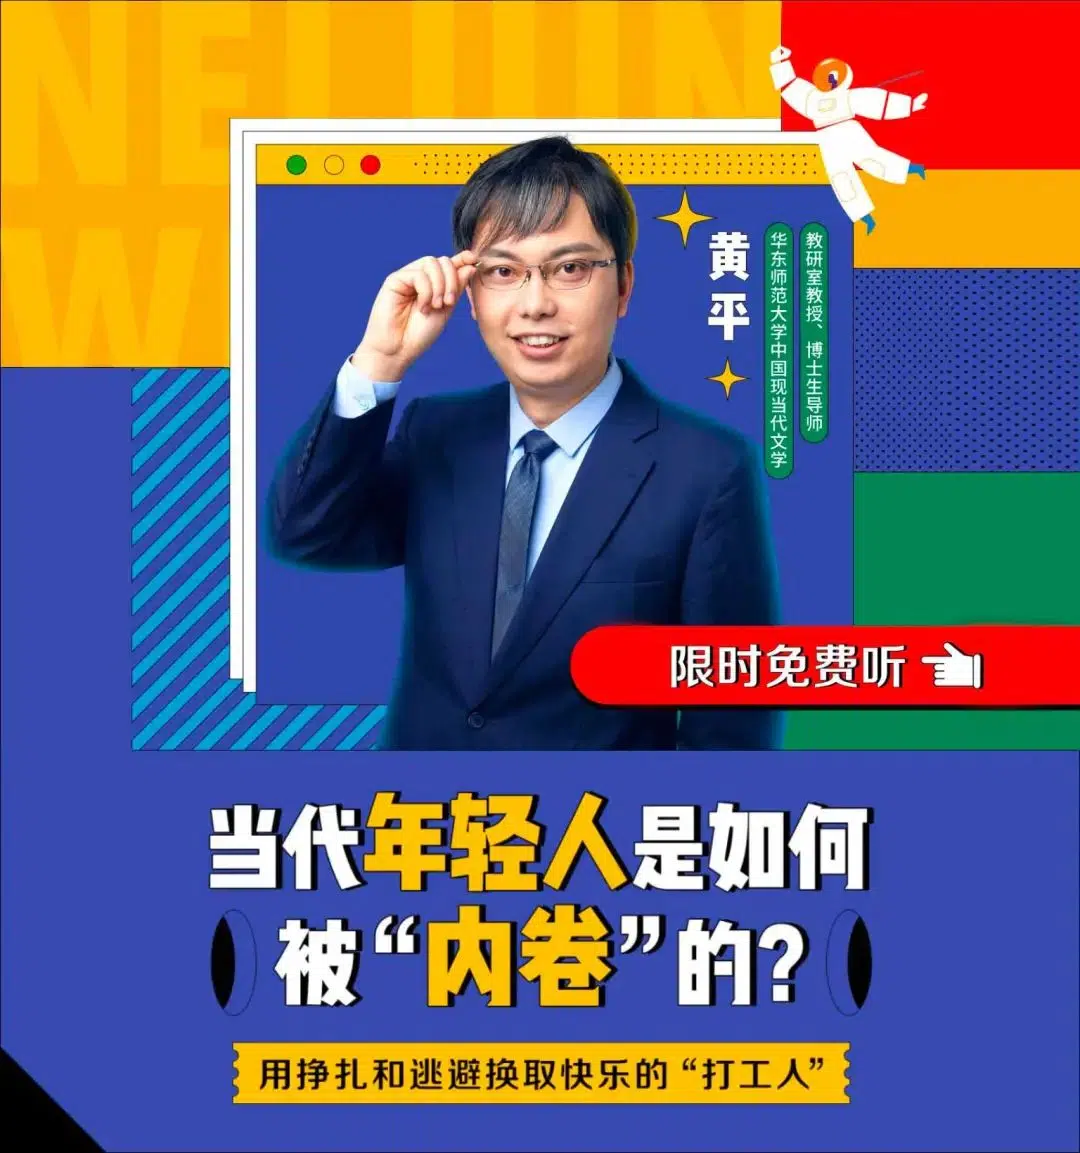 NEIJUN
W
黄平
教研室教授、博士生导师
华东师范大学中国现当代文学
限时免费听
当代年轻人是如何
被“内卷”的？
用挣扎和逃避换取快乐的“打工人”